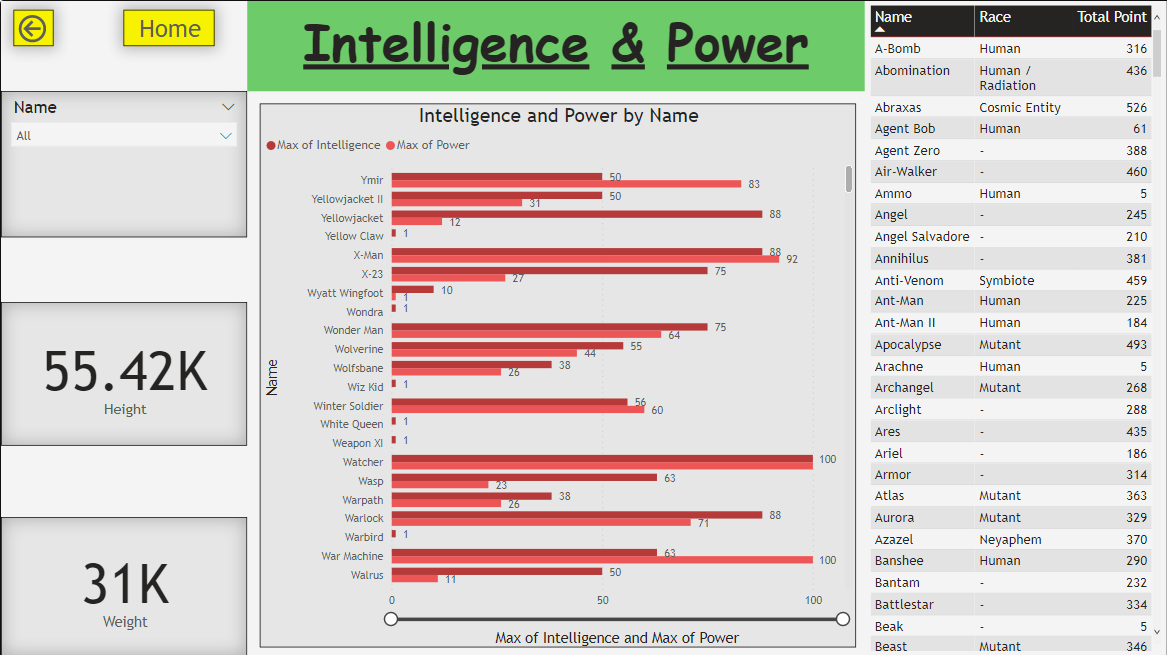 Home
Intelligence & Power
Name
All
55.42K
Height
31K
Weight
Intelligence and Power by Name
Max of Intelligence Max of Power
Name
Ymir 50 83
Yellowjacket II 50 31
Yellowjacket 88 12
Yellow Claw 1
X-Man 88 92
X-23 75 27
Wyatt Wingfoot 10 1
Wondra 1
Wonder Man 75 64
Wolverine 55 44
Wolfsbane 38 26
Wiz Kid 1
Winter Soldier 56 60
White Queen 1
Weapon XI 1
Watcher 100
Wasp 63 23
Warpath 38 26
Warlock 88 71
Warbird 1
War Machine 63 100
Walrus 50 11
0 50 100
Max of Intelligence and Max of Power
Name Race Total Point
A-Bomb Human 316
Abomination Human / 436
Radiation
Abraxas Cosmic Entity 526
Agent Bob Human 61
Agent Zero - 388
Air-Walker - 460
Ammo Human 5
Angel - 245
Angel Salvadore - 210
Annihilus - 381
Anti-Venom Symbiote 459
Ant-Man Human 225
Ant-Man II Human 184
Apocalypse Mutant 493
Arachne Human 5
Archangel Mutant 268
Arclight - 288
Ares - 435
Ariel - 186
Armor - 314
Atlas Mutant 363
Aurora Mutant 329
Azazel Neyaphem 370
Banshee Human 290
Bantam - 232
Battlestar - 334
Beak - 5
Beast Mutant 346